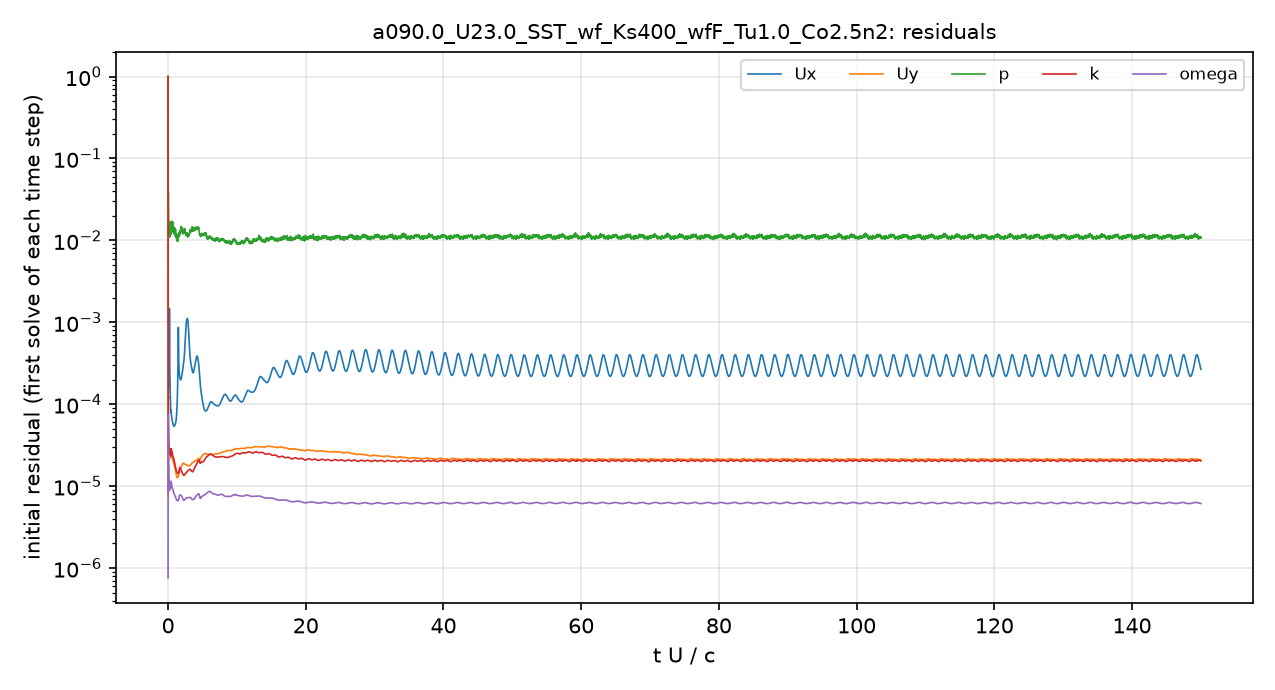 a090.0_U23.0_SST_wf_Ks400_wfF_Tu1.0_Co2.5n2: residuals
Ux Uy p k omega
initial residual (first solve of each time step)
10⁰
10⁻¹
10⁻²
10⁻³
10⁻⁴
10⁻⁵
10⁻⁶
0 20 40 60 80 100 120 140
t U / c